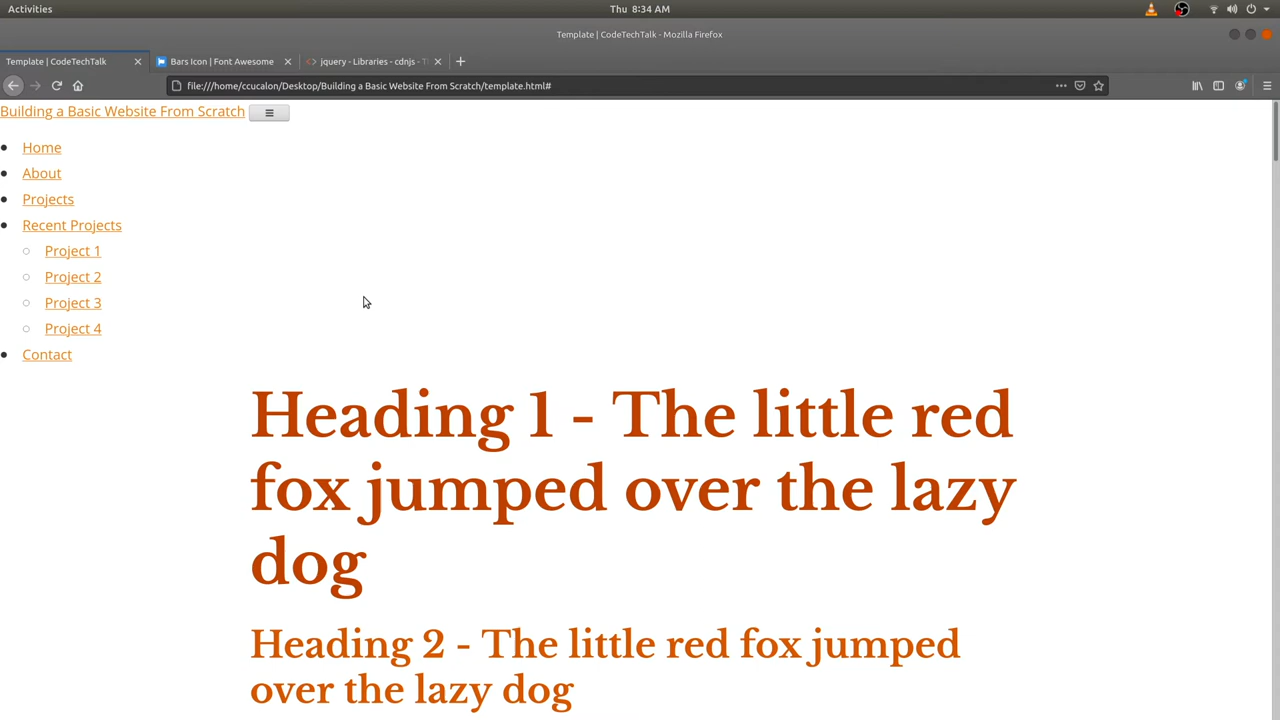 Activities
Thu 8:34 AM
Template | CodeTechTalk - Mozilla Firefox
Template | CodeTechTalk
Bars Icon | Font Awesome
jquery - Libraries - cdnjs - T
file:///home/ccucalon/Desktop/Building a Basic Website From Scratch/template.html#
Building a Basic Website From Scratch
Home
About
Projects
Recent Projects
Project 1
Project 2
Project 3
Project 4
Contact
Heading 1 - The little red
fox jumped over the lazy
dog
Heading 2 - The little red fox jumped
over the lazy dog